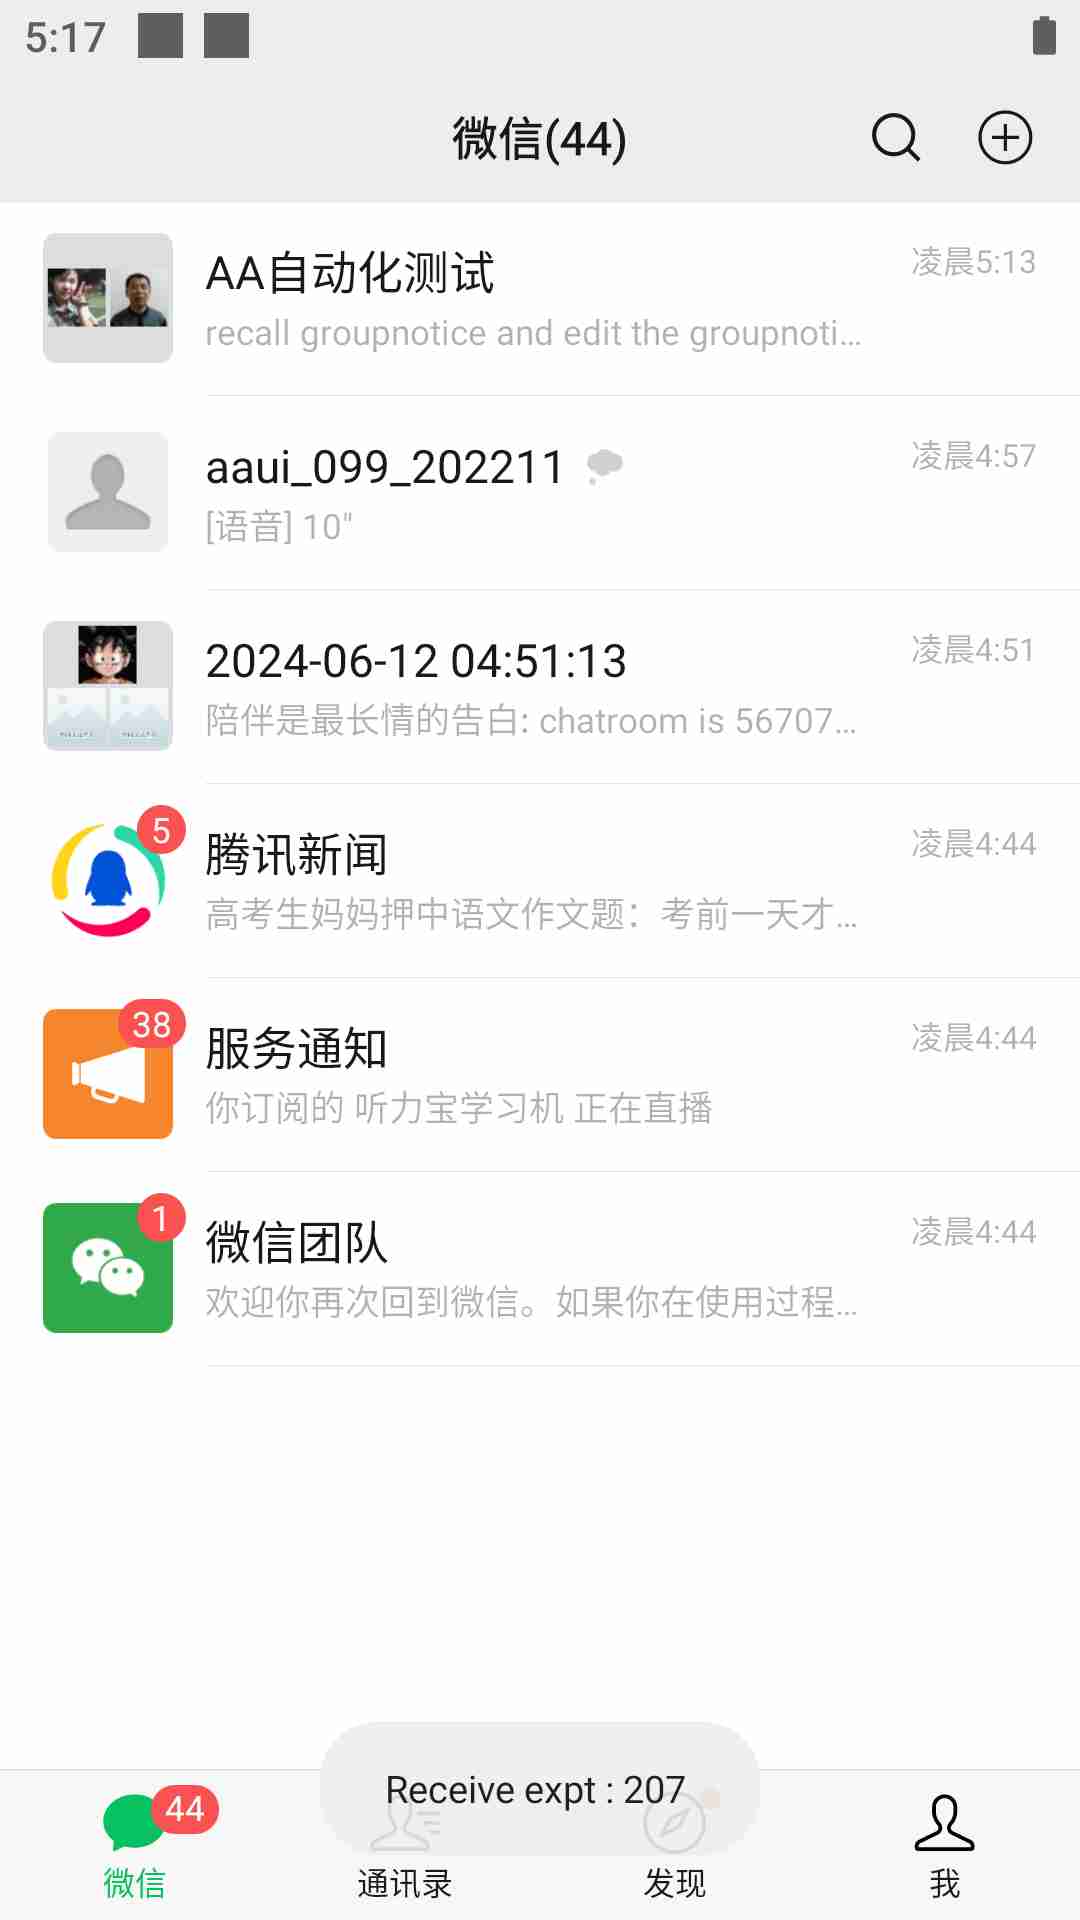 5:17
微信(44)
AA自动化测试
凌晨5:13
recall groupnotice and edit the groupnoti...
aaui_099_202211
凌晨4:57
[语音] 10"
2024-06-12 04:51:13
凌晨4:51
陪伴是最长情的告白: chatroom is 56707...
5
腾讯新闻
凌晨4:44
高考生妈妈押中语文作文题：考前一天才...
38
服务通知
凌晨4:44
你订阅的 听力宝学习机 正在直播
1
微信团队
凌晨4:44
欢迎你再次回到微信。如果你在使用过程...
Receive expt : 207
44
微信
通讯录
发现
我